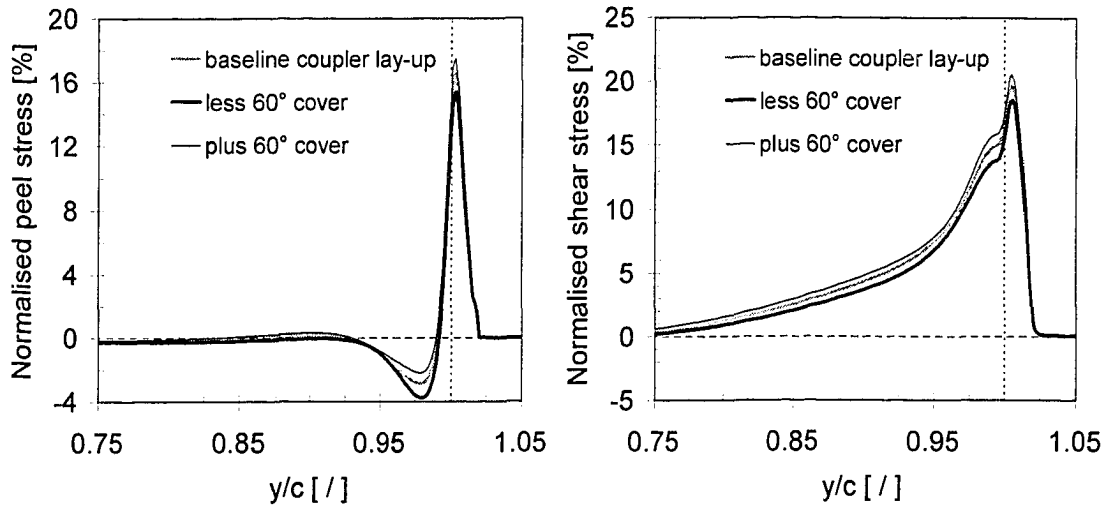 Normalised peel stress [%]
20
16
12
8
4
0
-4
baseline coupler lay-up
less 60° cover
plus 60° cover
0.75
0.85
0.95
1.05
y/c [ / ]
Normalised shear stress [%]
25
20
15
10
5
0
-5
baseline coupler lay-up
less 60° cover
plus 60° cover
0.75
0.85
0.95
1.05
y/c [ / ]